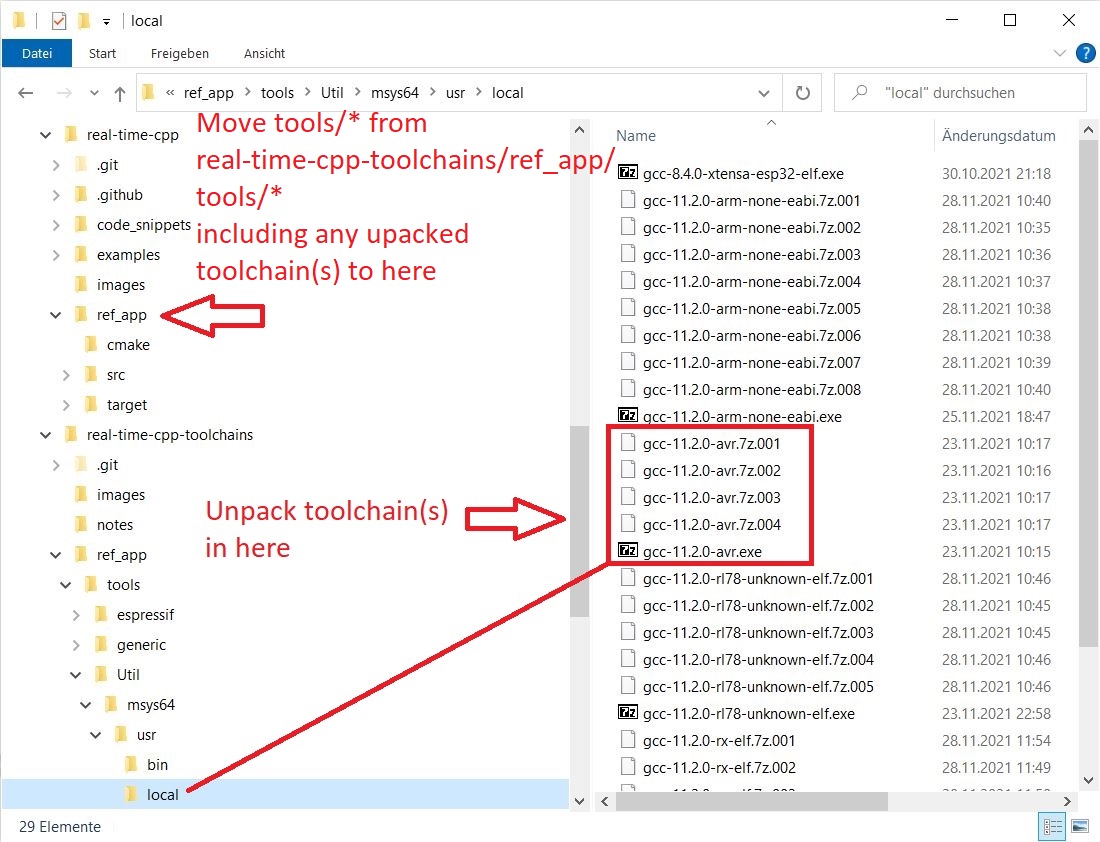 local
Datei Start Freigeben Ansicht
« ref_app > tools > Util > msys64 > usr > local
"local" durchsuchen
real-time-cpp
.git
.github
code_snippets
examples
images
ref_app
cmake
src
target
real-time-cpp-toolchains
.git
images
notes
ref_app
tools
espressif
generic
Util
msys64
usr
bin
local
Move tools/* from
real-time-cpp-toolchains/ref_app/
tools/*
including any upacked
toolchain(s) to here
Unpack toolchain(s)
in here
Name Änderungsdatum
gcc-8.4.0-xtensa-esp32-elf.exe 30.10.2021 21:18
gcc-11.2.0-arm-none-eabi.7z.001 28.11.2021 10:40
gcc-11.2.0-arm-none-eabi.7z.002 28.11.2021 10:35
gcc-11.2.0-arm-none-eabi.7z.003 28.11.2021 10:36
gcc-11.2.0-arm-none-eabi.7z.004 28.11.2021 10:37
gcc-11.2.0-arm-none-eabi.7z.005 28.11.2021 10:38
gcc-11.2.0-arm-none-eabi.7z.006 28.11.2021 10:38
gcc-11.2.0-arm-none-eabi.7z.007 28.11.2021 10:39
gcc-11.2.0-arm-none-eabi.7z.008 28.11.2021 10:40
gcc-11.2.0-arm-none-eabi.exe 25.11.2021 18:47
gcc-11.2.0-avr.7z.001 23.11.2021 10:17
gcc-11.2.0-avr.7z.002 23.11.2021 10:16
gcc-11.2.0-avr.7z.003 23.11.2021 10:17
gcc-11.2.0-avr.7z.004 23.11.2021 10:17
gcc-11.2.0-avr.exe 23.11.2021 10:15
gcc-11.2.0-rl78-unknown-elf.7z.001 28.11.2021 10:46
gcc-11.2.0-rl78-unknown-elf.7z.002 28.11.2021 10:45
gcc-11.2.0-rl78-unknown-elf.7z.003 28.11.2021 10:45
gcc-11.2.0-rl78-unknown-elf.7z.004 28.11.2021 10:46
gcc-11.2.0-rl78-unknown-elf.7z.005 28.11.2021 10:46
gcc-11.2.0-rl78-unknown-elf.exe 23.11.2021 22:58
gcc-11.2.0-rx-elf.7z.001 28.11.2021 11:54
gcc-11.2.0-rx-elf.7z.002 28.11.2021 11:49
29 Elemente